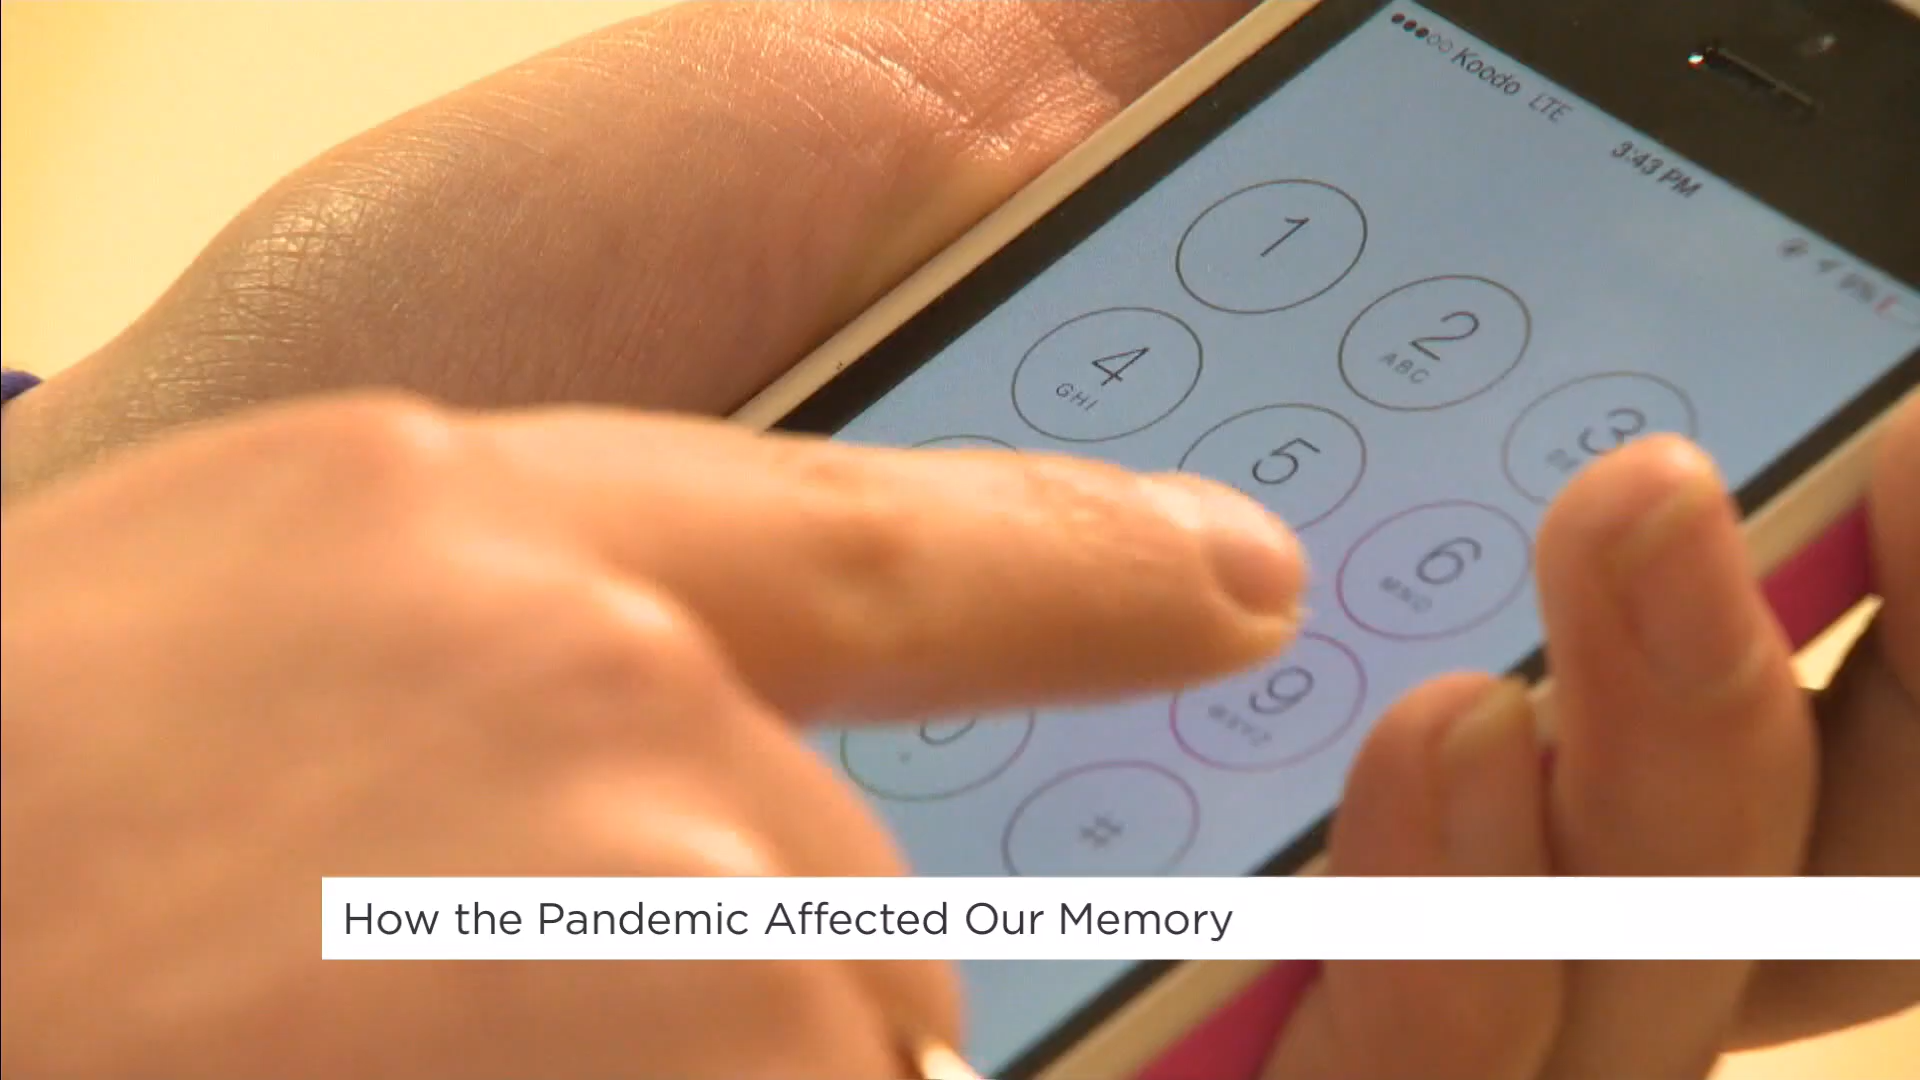 Koodo LTE
3:43 PM
1
2
ABC
3
4
GHI
5
6
MNO
9
WXYZ
#
How the Pandemic Affected Our Memory